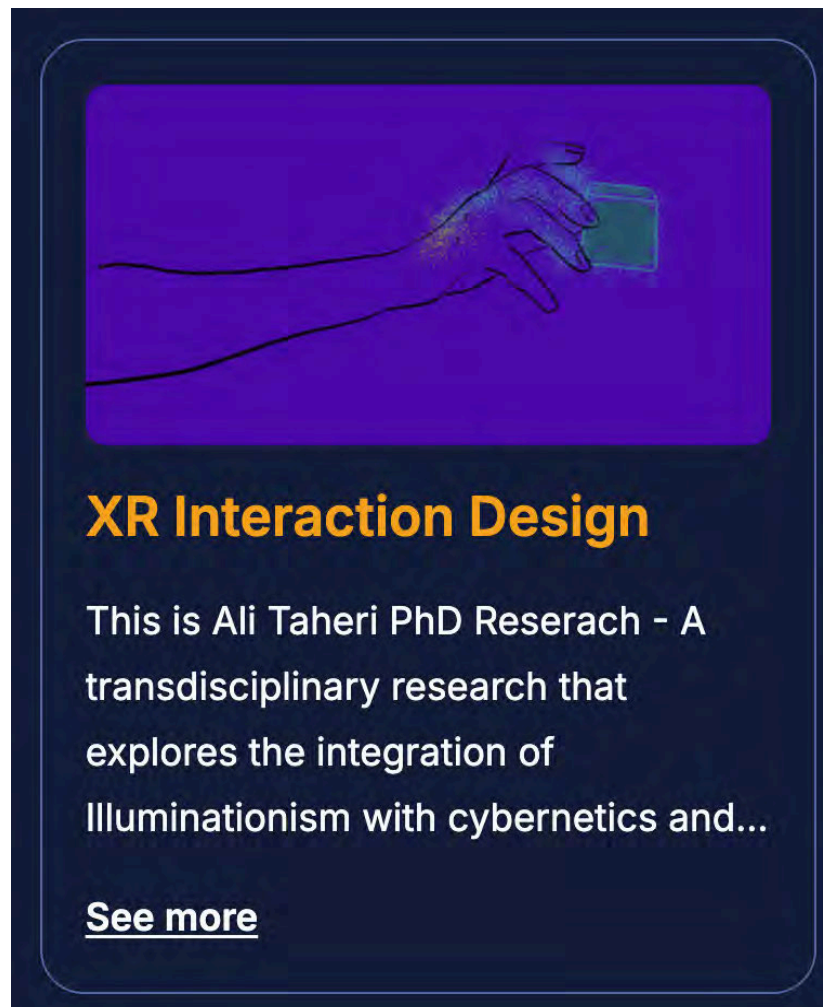 XR Interaction Design
This is Ali Taheri PhD Reserach - A
transdisciplinary research that
explores the integration of
Illuminationism with cybernetics and...
See more